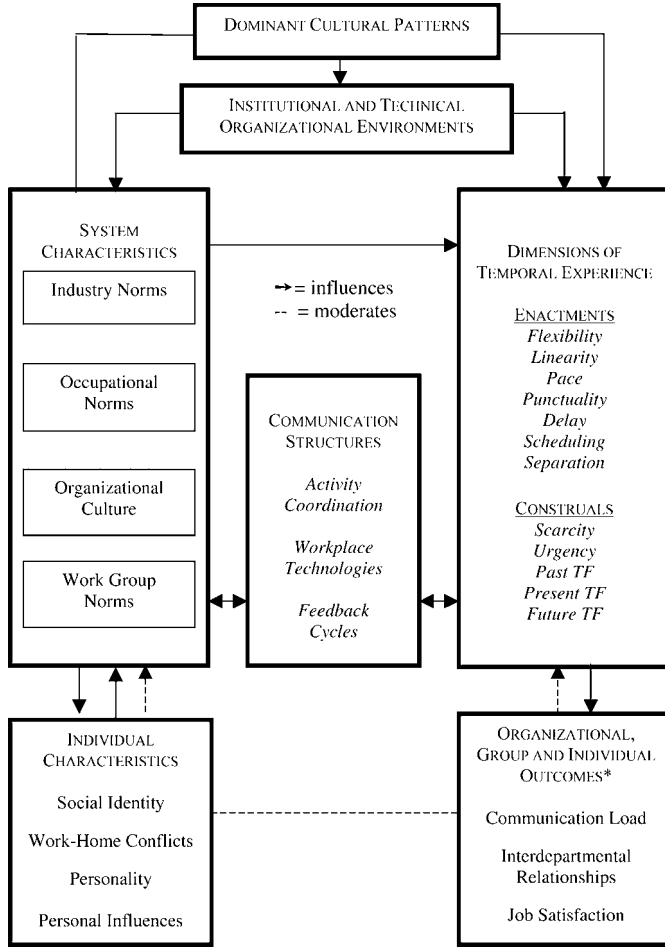 DOMINANT CULTURAL PATTERNS
INSTITUTIONAL AND TECHNICAL
ORGANIZATIONAL ENVIRONMENTS
SYSTEM
CHARACTERISTICS
Industry Norms
Occupational
Norms
Organizational
Culture
Work Group
Norms
→= influences
-- = moderates
COMMUNICATION
STRUCTURES
Activity
Coordination
Workplace
Technologies
Feedback
Cycles
DIMENSIONS OF
TEMPORAL EXPERIENCE
ENACTMENTS
Flexibility
Linearity
Pace
Punctuality
Delay
Scheduling
Separation
CONSTRUALS
Scarcity
Urgency
Past TF
Present TF
Future TF
INDIVIDUAL
CHARACTERISTICS
Social Identity
Work-Home Conflicts
Personality
Personal Influences
ORGANIZATIONAL,
GROUP AND INDIVIDUAL
OUTCOMES*
Communication Load
Interdepartmental
Relationships
Job Satisfaction